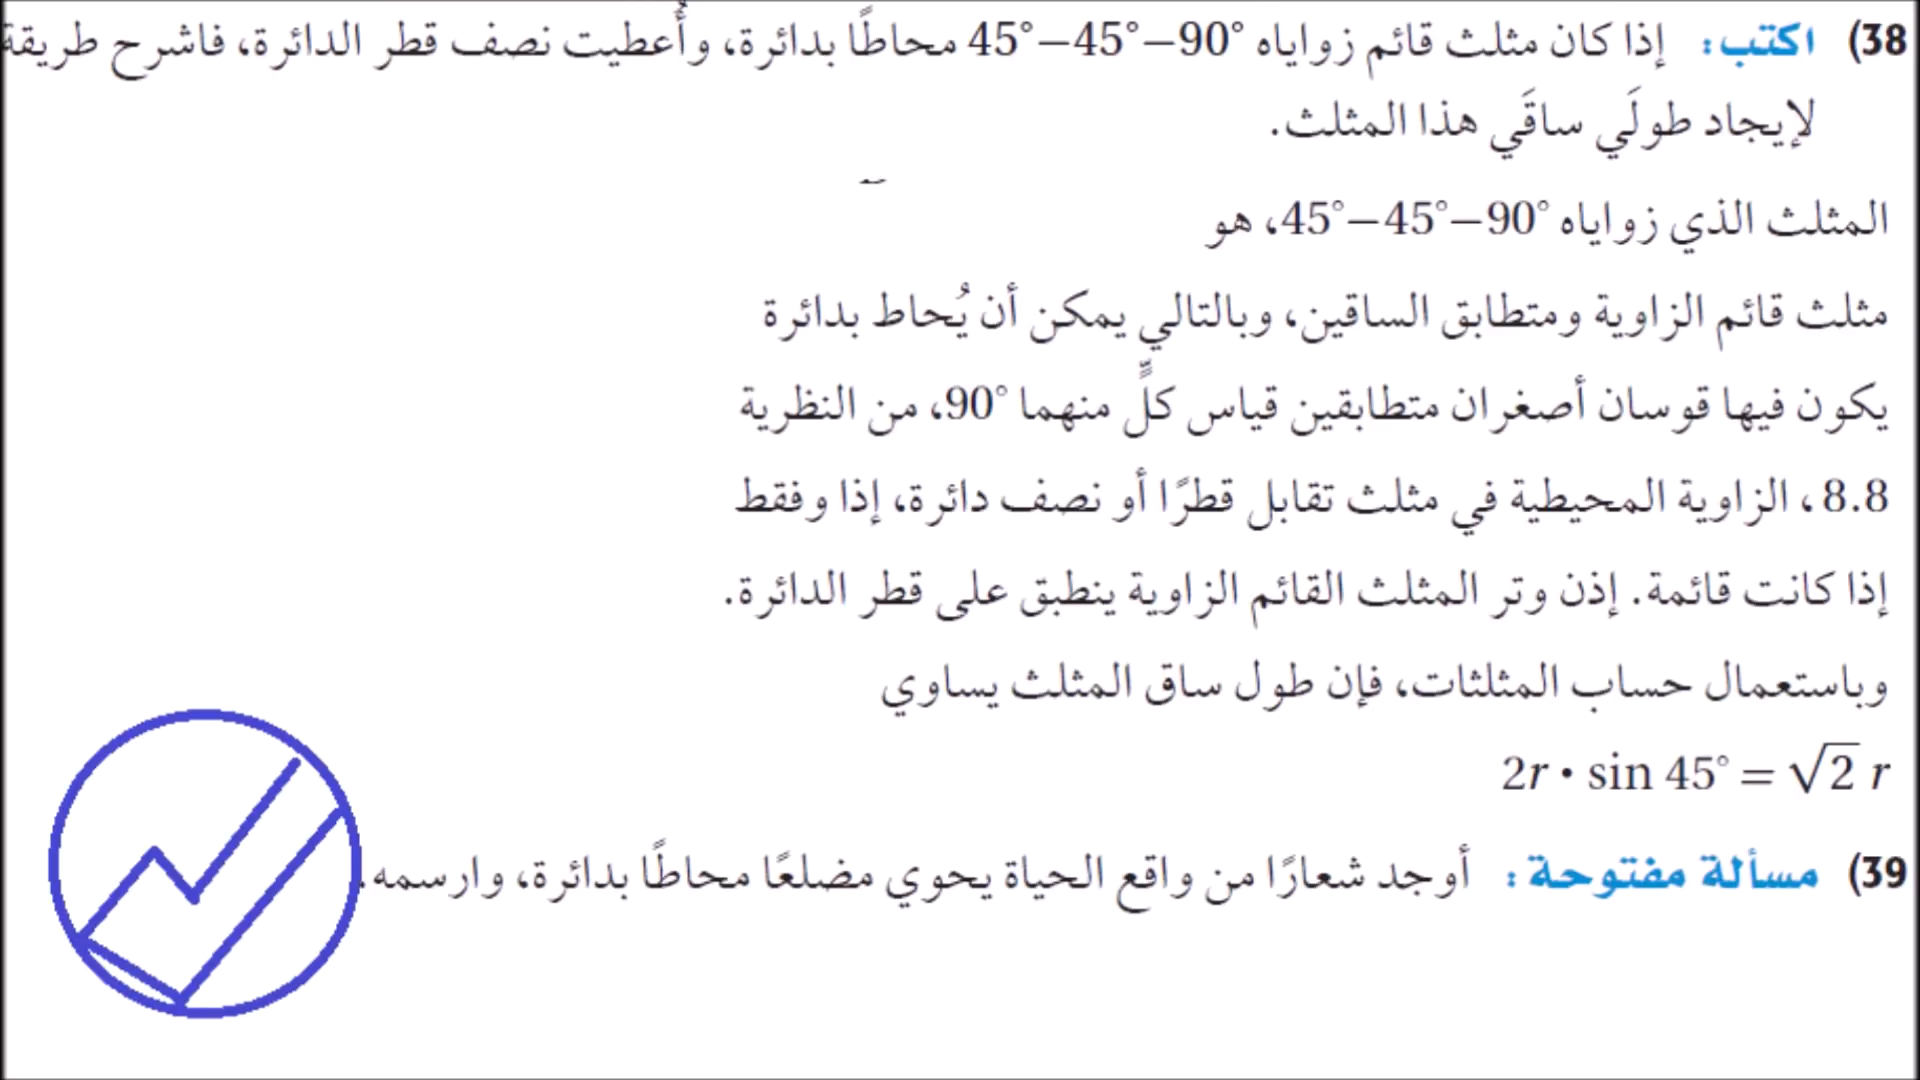 38) اكتب: إذا كان مثلث قائم زواياه 45°–45°–90° محاطًا بدائرة، وأُعطيت نصف قطر الدائرة، فاشرح طريقة
لإيجاد طولَي ساقَي هذا المثلث.
المثلث الذي زواياه 45°–45°–90°، هو
مثلث قائم الزاوية ومتطابق الساقين، وبالتالي يمكن أن يُحاط بدائرة
يكون فيها قوسان أصغران متطابقين قياس كلٍّ منهما 90°، من النظرية
8.8، الزاوية المحيطية في مثلث تقابل قطرًا أو نصف دائرة، إذا وفقط
إذا كانت قائمة. إذن وتر المثلث القائم الزاوية ينطبق على قطر الدائرة.
وباستعمال حساب المثلثات، فإن طول ساق المثلث يساوي
2r • sin 45° = √2 r
39) مسألة مفتوحة: أوجد شعارًا من واقع الحياة يحوي مضلعًا محاطًا بدائرة، وارسمه.